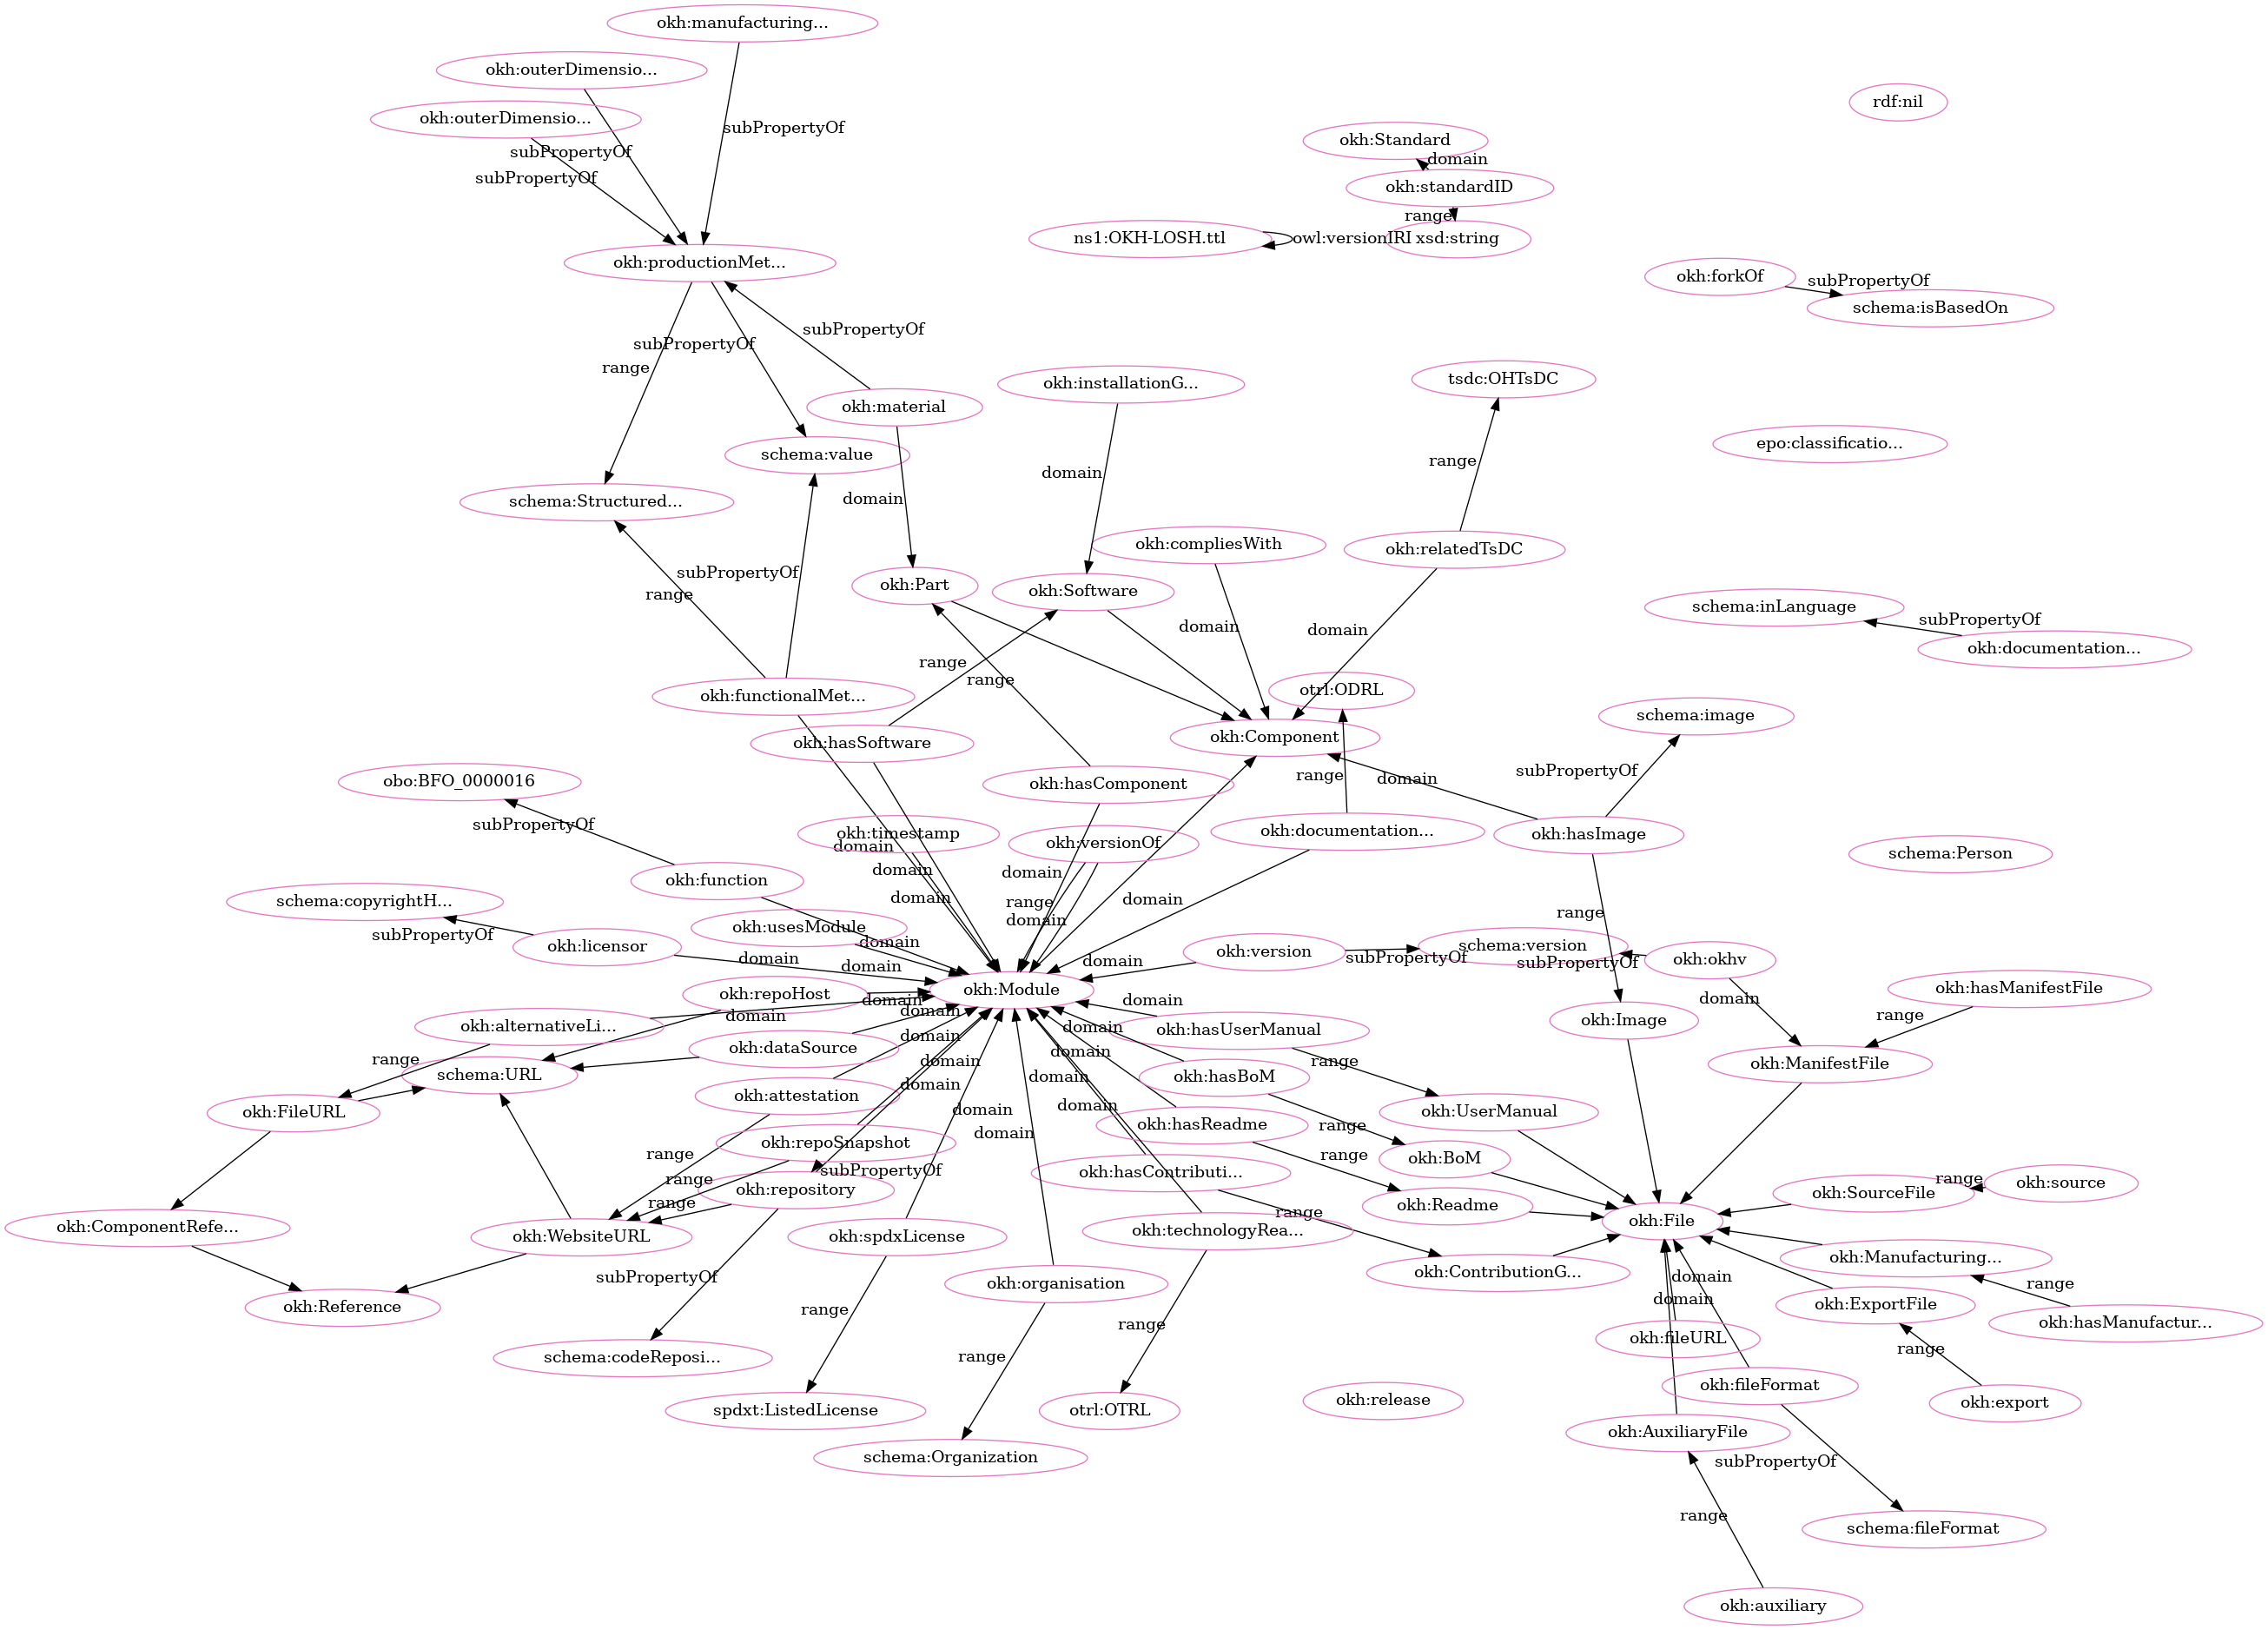 okh:manufacturing...
okh:outerDimensio...
okh:outerDimensio...
subPropertyOf
subPropertyOf
subPropertyOf
rdf:nil
okh:Standard
domain
okh:standardID
range
ns1:OKH-LOSH.ttl
owl:versionIRI
xsd:string
okh:productionMet...
okh:forkOf
subPropertyOf
schema:isBasedOn
subPropertyOf
subPropertyOf
range
okh:material
okh:installationG...
tsdc:OHTsDC
schema:value
epo:classificatio...
domain
range
domain
schema:Structured...
okh:compliesWith
okh:relatedTsDC
subPropertyOf
range
okh:Part
okh:Software
schema:inLanguage
subPropertyOf
okh:documentation...
domain
domain
range
range
okh:functionalMet...
otrl:ODRL
schema:image
okh:hasSoftware
okh:Component
obo:BFO_0000016
okh:hasComponent
range
domain
subPropertyOf
subPropertyOf
okh:timestamp
domain
okh:versionOf
okh:documentation...
okh:hasImage
schema:Person
okh:function
domain
domain
domain
schema:copyrightH...
domain
range
domain
domain
range
subPropertyOf
okh:licensor
okh:usesModule
domain
domain
domain
okh:version
domain
subPropertyOf
schema:version
subPropertyOf
okh:okhv
okh:Module
okh:repoHost
domain
domain
domain
domain
okh:hasManifestFile
range
okh:alternativeLi...
okh:hasUserManual
domain
okh:Image
range
okh:dataSource
domain
domain
domain
okh:ManifestFile
schema:URL
domain
domain
okh:hasBoM
range
okh:FileURL
okh:attestation
domain
domain
okh:UserManual
okh:hasReadme
range
okh:repoSnapshot
domain
range
range
subPropertyOf
okh:hasContributi...
range
okh:BoM
okh:SourceFile
range
okh:source
okh:repository
range
okh:Readme
okh:File
okh:ComponentRefe...
okh:WebsiteURL
okh:spdxLicense
okh:technologyRea...
range
okh:Manufacturing...
okh:ContributionG...
subPropertyOf
okh:organisation
domain
domain
range
okh:Reference
range
range
okh:ExportFile
okh:hasManufactur...
okh:fileURL
range
schema:codeReposi...
range
okh:fileFormat
okh:release
okh:export
spdxt:ListedLicense
otrl:OTRL
okh:AuxiliaryFile
schema:Organization
subPropertyOf
range
schema:fileFormat
okh:auxiliary